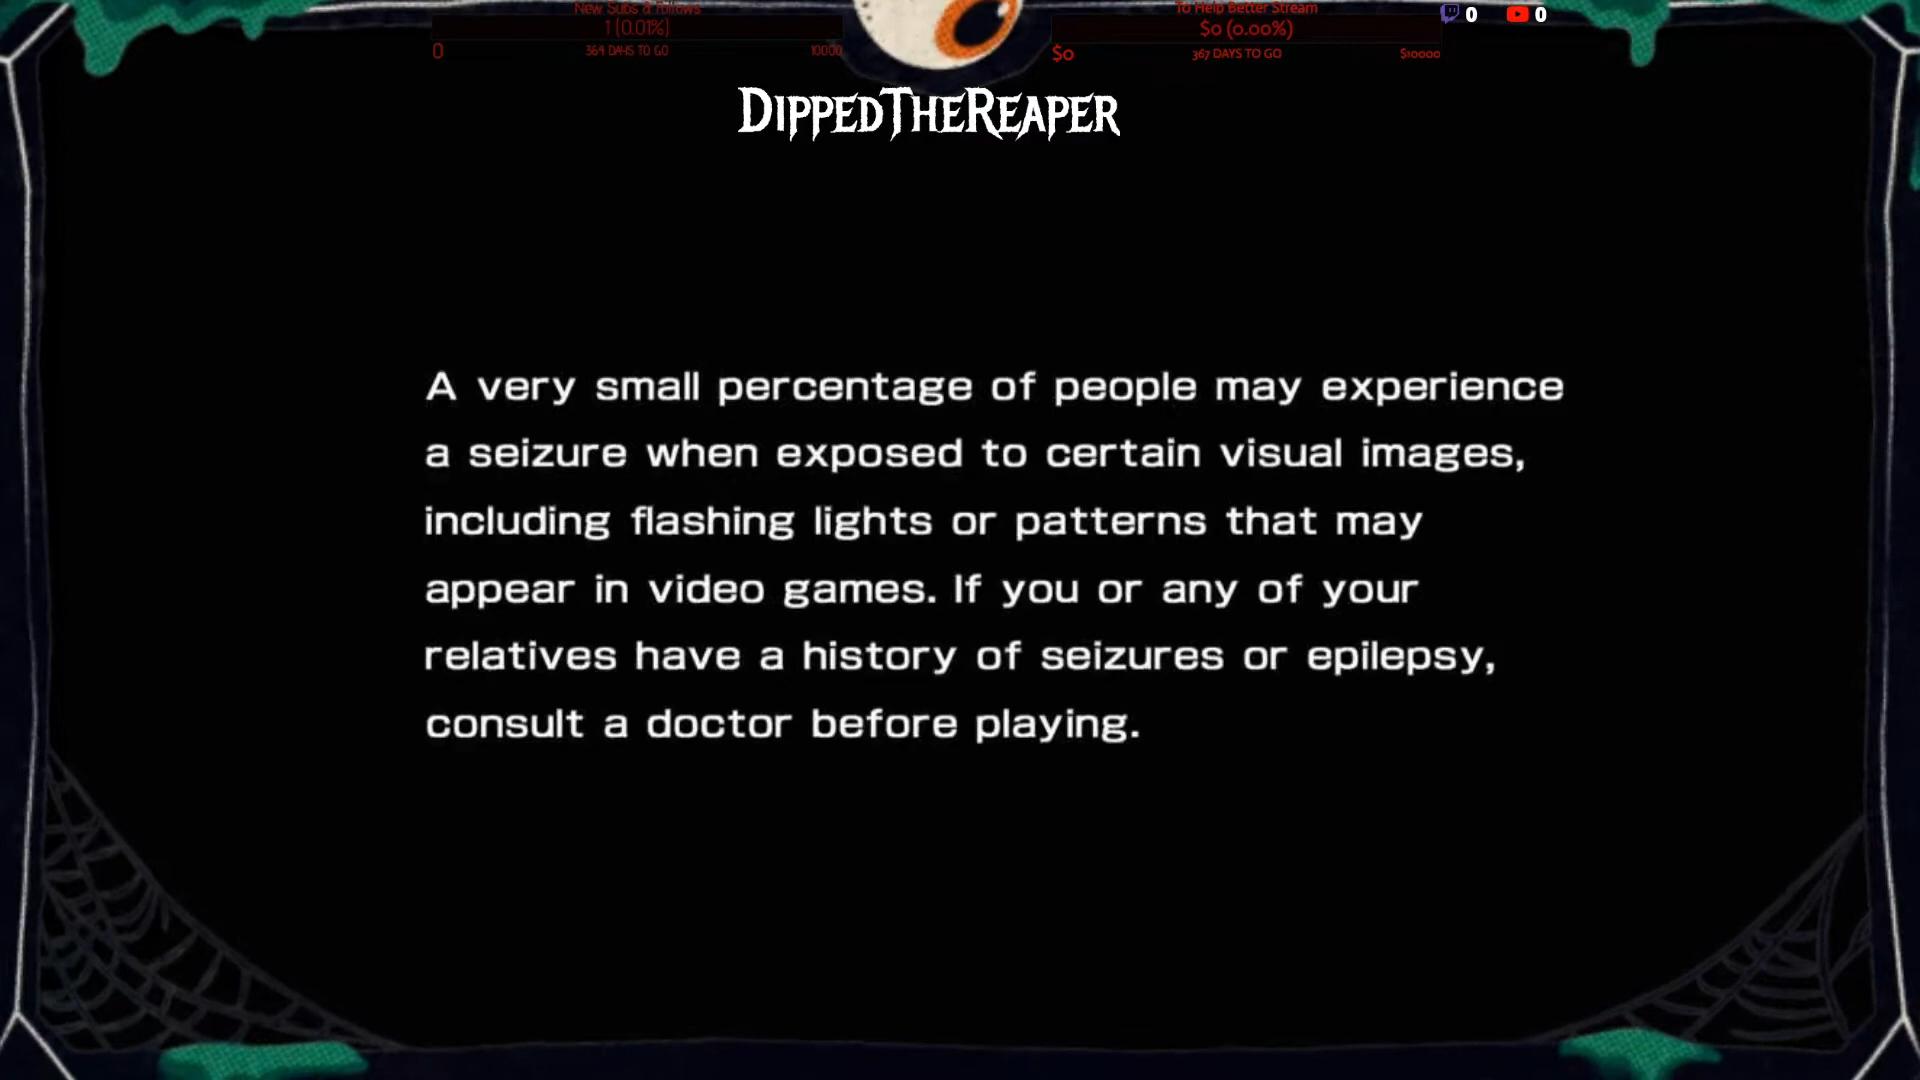 New Subs & Follows
1 (0.01%)
0 364 DAYS TO GO 10000
To Help Better Stream
$0 (0.00%)
$0 367 DAYS TO GO $10000
0 0
DippedTheReaper
A very small percentage of people may experience
a seizure when exposed to certain visual images,
including flashing lights or patterns that may
appear in video games. If you or any of your
relatives have a history of seizures or epilepsy,
consult a doctor before playing.